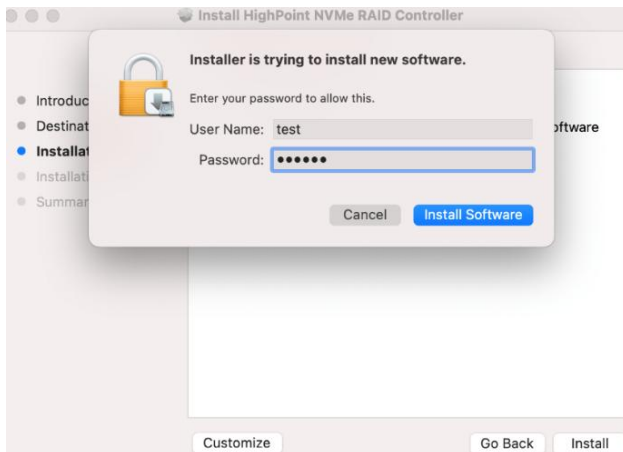 Install HighPoint NVMe RAID Controller
Installer is trying to install new software.
Enter your password to allow this.
User Name: test
Password: ••••••
Cancel
Install Software
Introduc
Destinat
Installat
Installati
Summar
oftware
Customize
Go Back
Install